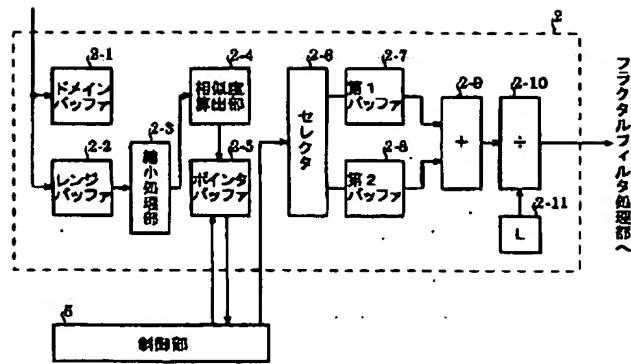 2
2-1
ドメイン
バッファ
2-2
レンジ
バッファ
2-3
縮小処理部
2-4
相似度
算出部
2-5
ポインタ
バッファ
2-6
セレクタ
2-7
第1
バッファ
2-8
第2
バッファ
2-9
+
2-10
÷
2-11
L
フラクタルフィルタ処理部へ
5
制御部